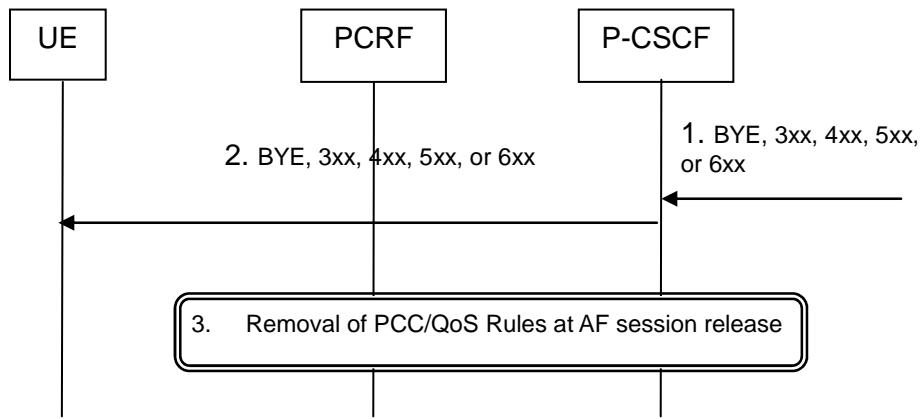 UE
PCRF
P-CSCF
1. BYE, 3xx, 4xx, 5xx,
or 6xx
2. BYE, 3xx, 4xx, 5xx, or 6xx
3. Removal of PCC/QoS Rules at AF session release